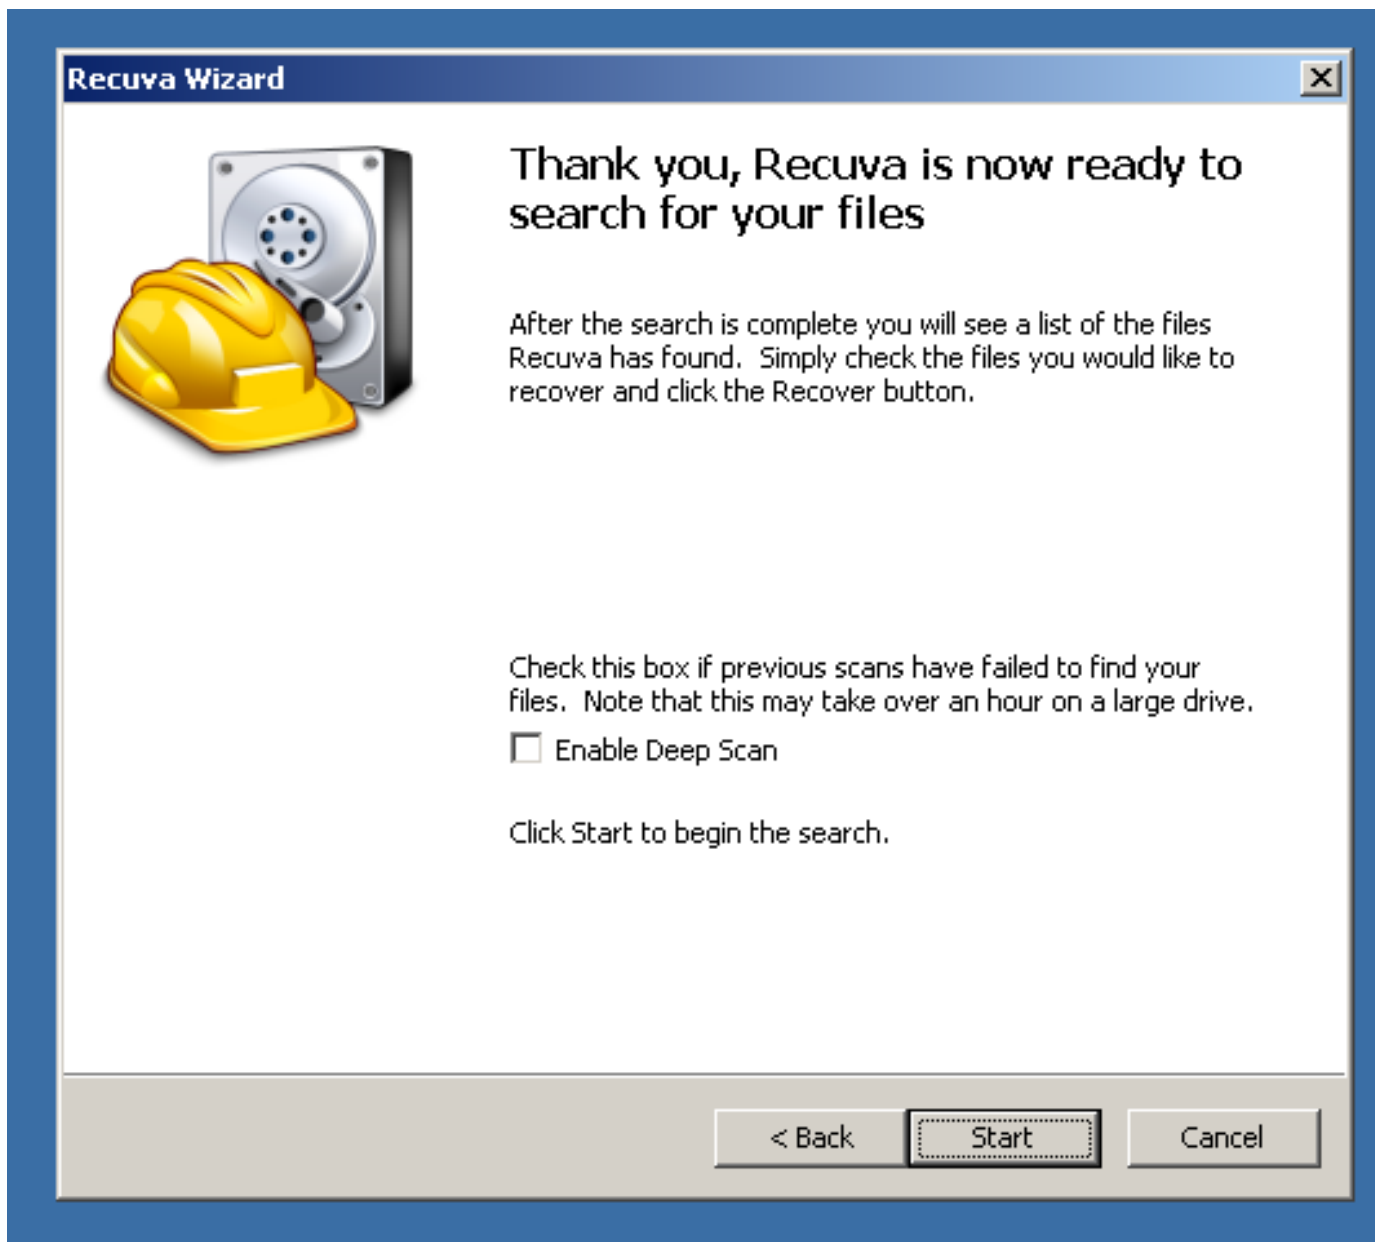 Recuva Wizard
Thank you, Recuva is now ready to
search for your files
After the search is complete you will see a list of the files
Recuva has found.  Simply check the files you would like to
recover and click the Recover button.
Check this box if previous scans have failed to find your
files.  Note that this may take over an hour on a large drive.
Enable Deep Scan
Click Start to begin the search.
< Back
Start
Cancel